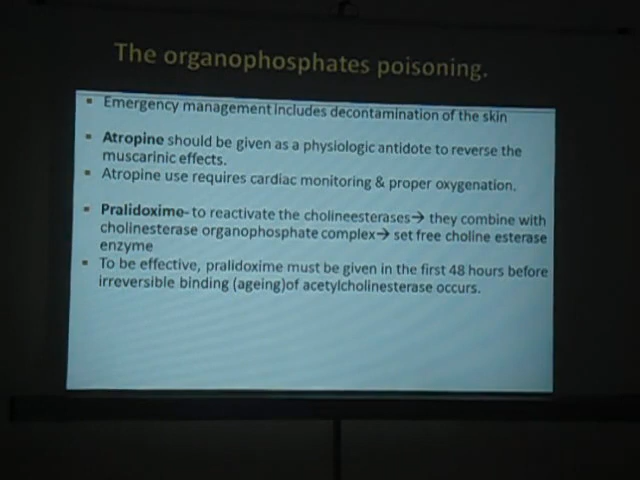 The organophosphates poisoning.
▪ Emergency management includes decontamination of the skin
▪ Atropine should be given as a physiologic antidote to reverse the
muscarinic effects.
▪ Atropine use requires cardiac monitoring & proper oxygenation.
▪ Pralidoxime- to reactivate the cholineesterases→ they combine with
cholinesterase organophosphate complex→ set free choline esterase
enzyme
▪ To be effective, pralidoxime must be given in the first 48 hours before
irreversible binding (ageing)of acetylcholinesterase occurs.